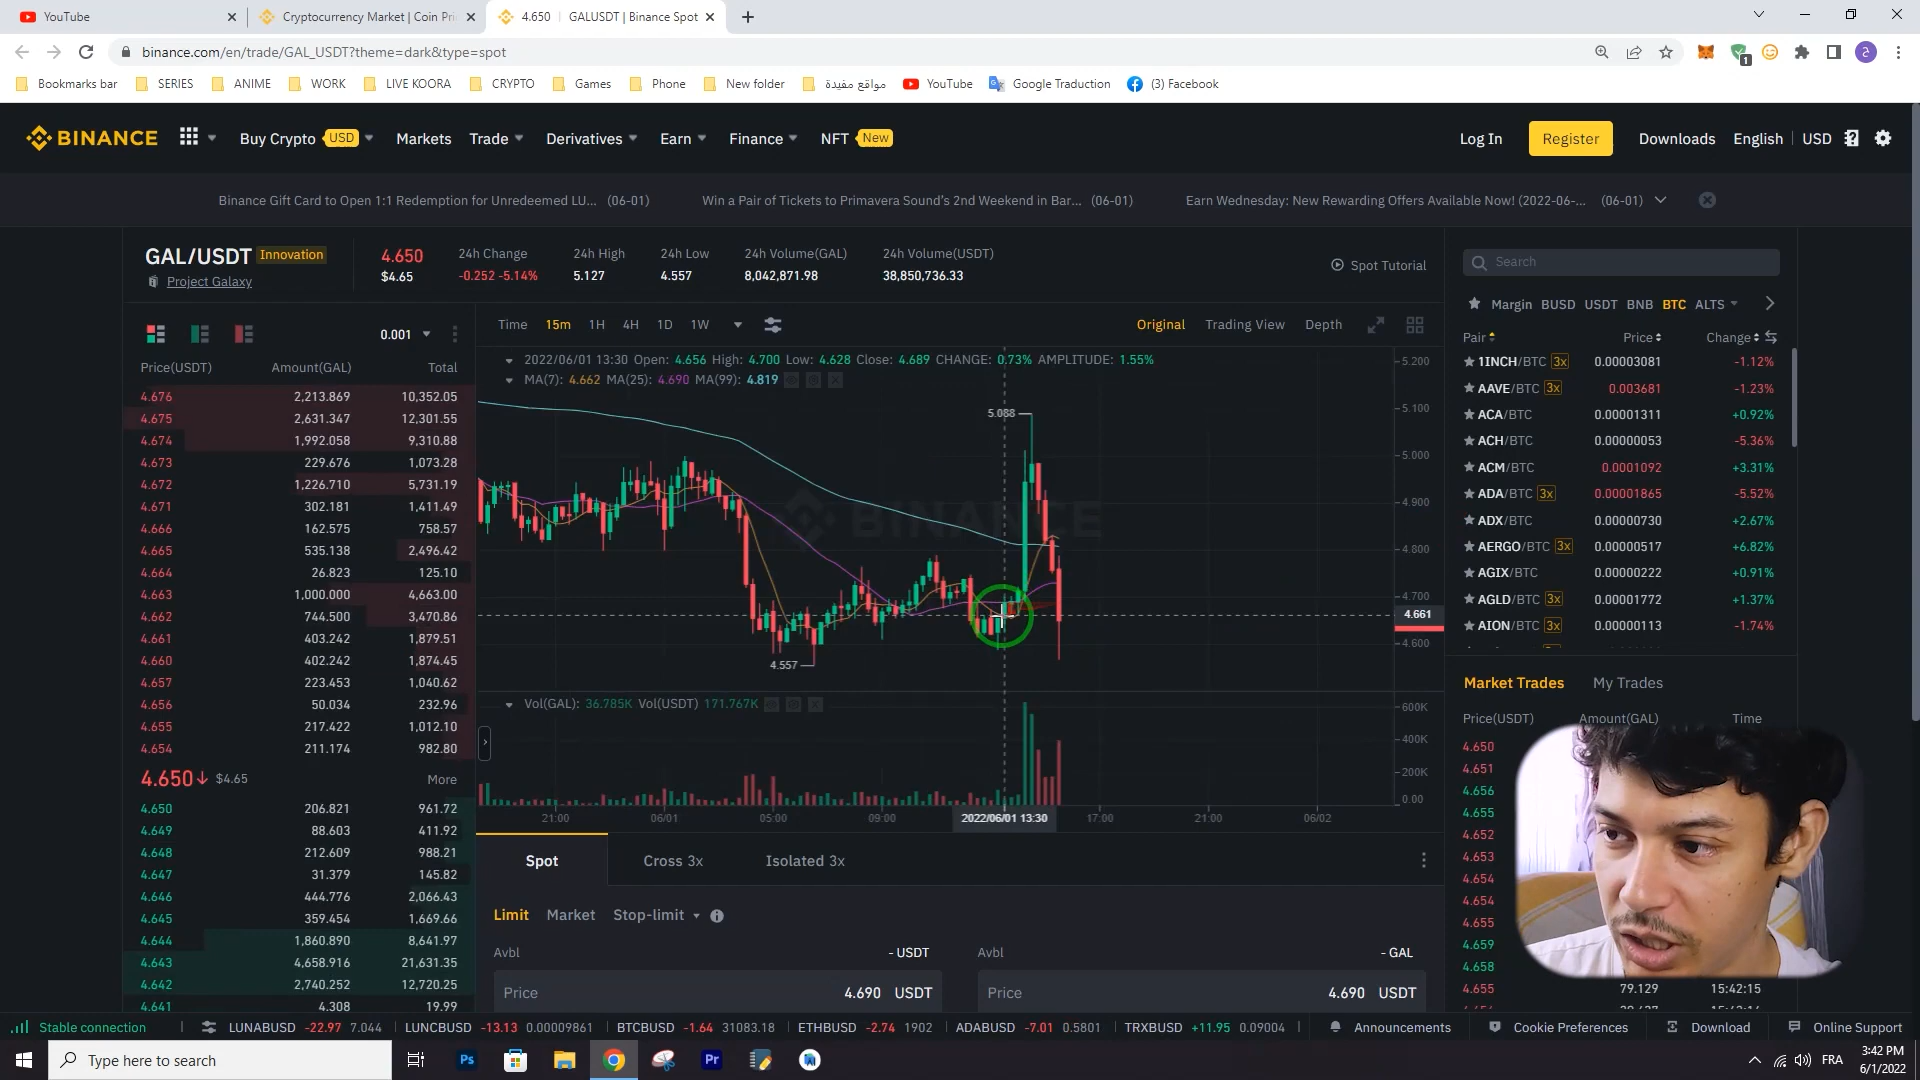 YouTube
Cryptocurrency Market | Coin Pri
4.650 | GALUSDT | Binance Spot
binance.com/en/trade/GAL_USDT?theme=dark&type=spot
Bookmarks bar SERIES ANIME WORK LIVE KOORA CRYPTO Games Phone New folder مواقع مفيدة YouTube Google Traduction (3) Facebook
BINANCE Buy Crypto USD Markets Trade Derivatives Earn Finance NFT New Log In Register Downloads English USD
Binance Gift Card to Open 1:1 Redemption for Unredeemed LU... (06-01) Win a Pair of Tickets to Primavera Sound's 2nd Weekend in Bar... (06-01) Earn Wednesday: New Rewarding Offers Available Now! (2022-06-... (06-01)
GAL/USDT Innovation
Project Galaxy
4.650
$4.65
24h Change
-0.252 -5.14%
24h High
5.127
24h Low
4.557
24h Volume(GAL)
8,042,871.98
24h Volume(USDT)
38,850,736.33
Spot Tutorial
0.001
Price(USDT) Amount(GAL) Total
4.676 2,213.869 10,352.05
4.675 2,631.347 12,301.55
4.674 1,992.058 9,310.88
4.673 229.676 1,073.28
4.672 1,226.710 5,731.19
4.671 302.181 1,411.49
4.666 162.575 758.57
4.665 535.138 2,496.42
4.664 26.823 125.10
4.663 1,000.000 4,663.00
4.662 744.500 3,470.86
4.661 403.242 1,879.51
4.660 402.242 1,874.45
4.657 223.453 1,040.62
4.656 50.034 232.96
4.655 217.422 1,012.10
4.654 211.174 982.80
4.650↓ $4.65 More
4.650 206.821 961.72
4.649 88.603 411.92
4.648 212.609 988.21
4.647 31.379 145.82
4.646 444.776 2,066.43
4.645 359.454 1,669.66
4.644 1,860.890 8,641.97
4.643 4,658.916 21,631.35
4.642 2,740.252 12,720.25
4.641 4.308 19.99
Time 15m 1H 4H 1D 1W Original Trading View Depth
2022/06/01 13:30 Open: 4.656 High: 4.700 Low: 4.628 Close: 4.689 CHANGE: 0.73% AMPLITUDE: 1.55%
MA(7): 4.662 MA(25): 4.690 MA(99): 4.819
BINANCE
5.088
4.557
5.200
5.100
5.000
4.900
4.800
4.700
4.661
4.600
Vol(GAL): 36.785K Vol(USDT) 171.767K
600K
400K
200K
0.00
21:00 06/01 05:00 09:00 2022/06/01 13:30 17:00 21:00 06/02
Spot Cross 3x Isolated 3x
Limit Market Stop-limit
Avbl - USDT
Price 4.690 USDT
Avbl - GAL
Price 4.690 USDT
Search
Margin BUSD USDT BNB BTC ALTS
Pair Price Change
1INCH/BTC 3x 0.00003081 -1.12%
AAVE/BTC 3x 0.003681 -1.23%
ACA/BTC 0.00001311 +0.92%
ACH/BTC 0.00000053 -5.36%
ACM/BTC 0.0001092 +3.31%
ADA/BTC 3x 0.00001865 -5.52%
ADX/BTC 0.00000730 +2.67%
AERGO/BTC 3x 0.00000517 +6.82%
AGIX/BTC 0.00000222 +0.91%
AGLD/BTC 3x 0.00001772 +1.37%
AION/BTC 3x 0.00000113 -1.74%
Market Trades My Trades
Price(USDT) Amount(GAL) Time
4.650
4.651
4.656
4.655
4.652
4.653
4.654
4.654
4.655
4.659
4.658
4.655 79.129 15:42:15
Stable connection LUNABUSD -22.97 7.044 LUNCBUSD -13.13 0.00009861 BTCBUSD -1.64 31083.18 ETHBUSD -2.74 1902 ADABUSD -7.01 0.5801 TRXBUSD +11.95 0.09004 Announcements Cookie Preferences Download Online Support
Type here to search
FRA
3:42 PM
6/1/2022